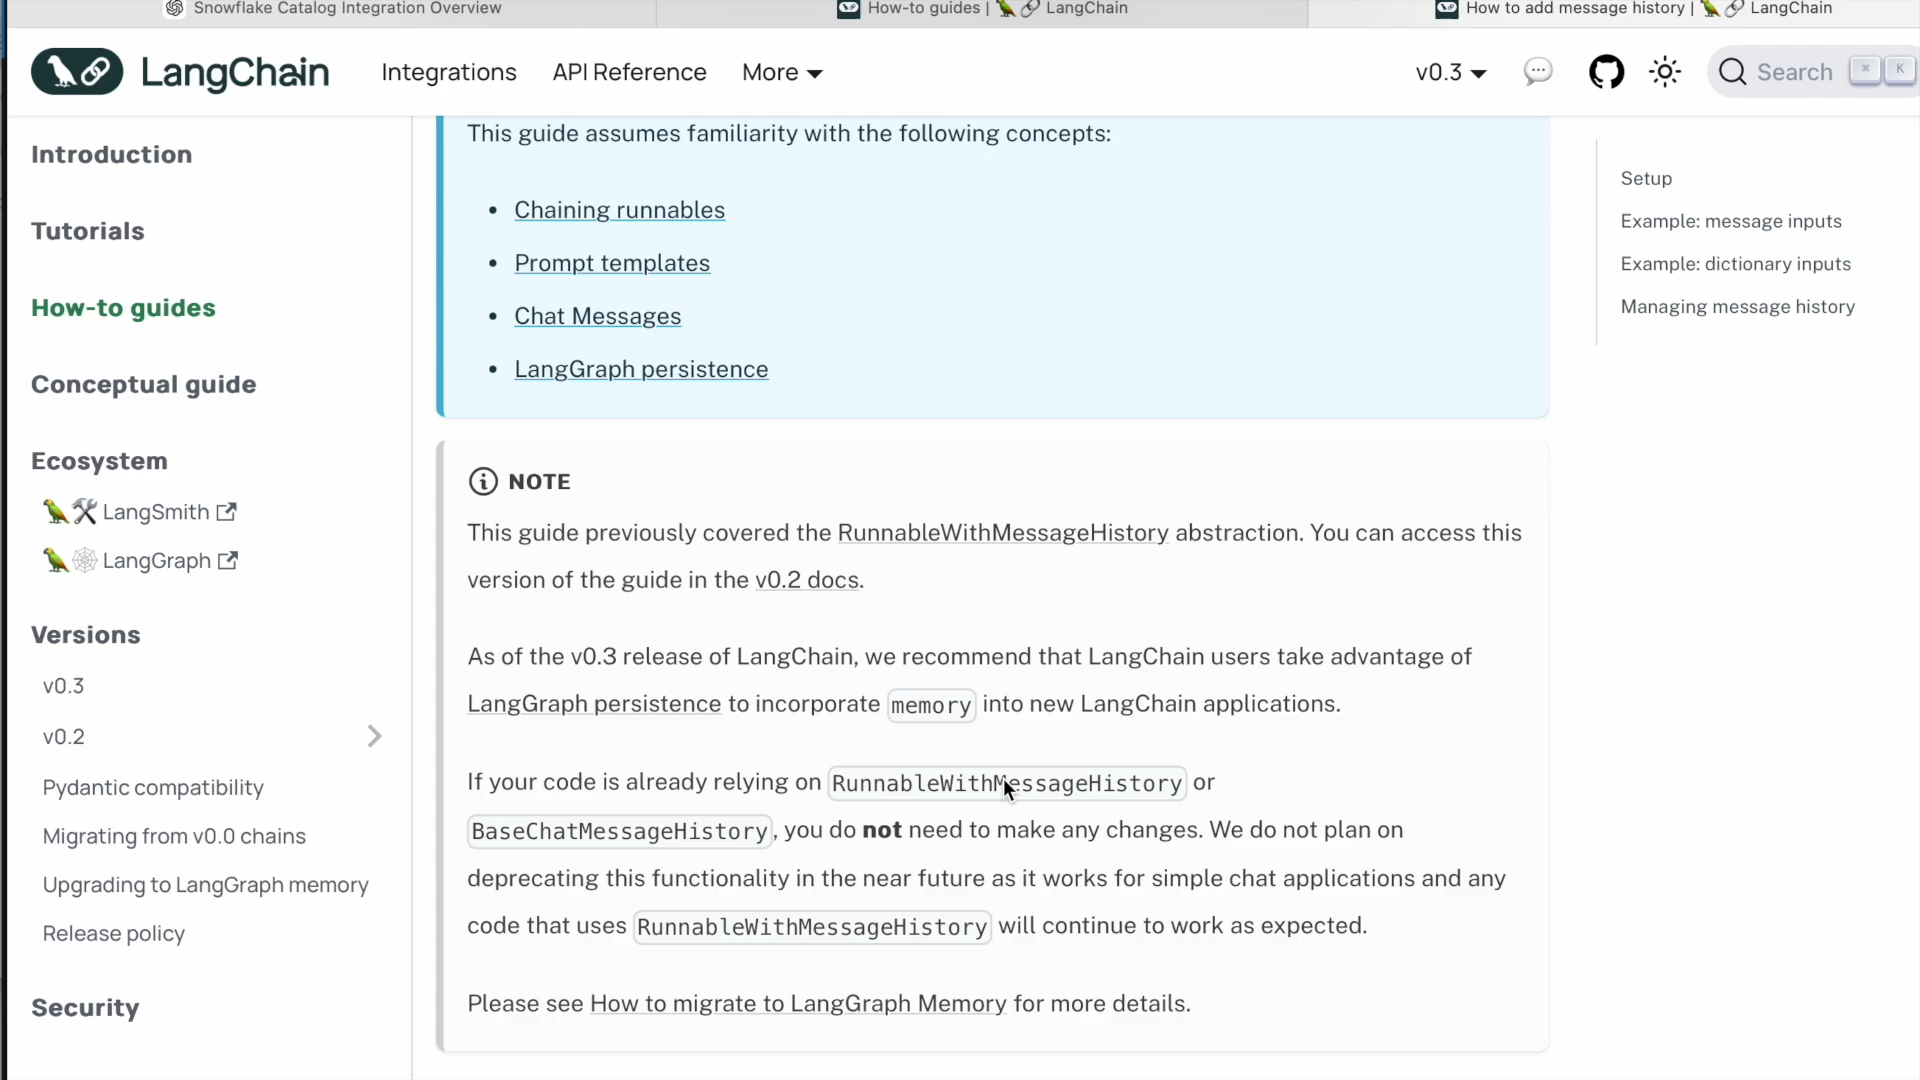 Snowflake Catalog Integration Overview
How-to guides | 🦜🔗 LangChain
How to add message history | 🦜🔗 LangChain
LangChain
Integrations
API Reference
More
v0.3
Search
⌘
K
Introduction
Tutorials
How-to guides
Conceptual guide
Ecosystem
🦜🛠️ LangSmith
🦜🕸️ LangGraph
Versions
v0.3
v0.2
Pydantic compatibility
Migrating from v0.0 chains
Upgrading to LangGraph memory
Release policy
Security
This guide assumes familiarity with the following concepts:
• Chaining runnables
• Prompt templates
• Chat Messages
• LangGraph persistence
NOTE
This guide previously covered the RunnableWithMessageHistory abstraction. You can access this
version of the guide in the v0.2 docs.
As of the v0.3 release of LangChain, we recommend that LangChain users take advantage of
LangGraph persistence to incorporate memory into new LangChain applications.
If your code is already relying on RunnableWithMessageHistory or
BaseChatMessageHistory, you do not need to make any changes. We do not plan on
deprecating this functionality in the near future as it works for simple chat applications and any
code that uses RunnableWithMessageHistory will continue to work as expected.
Please see How to migrate to LangGraph Memory for more details.
Setup
Example: message inputs
Example: dictionary inputs
Managing message history